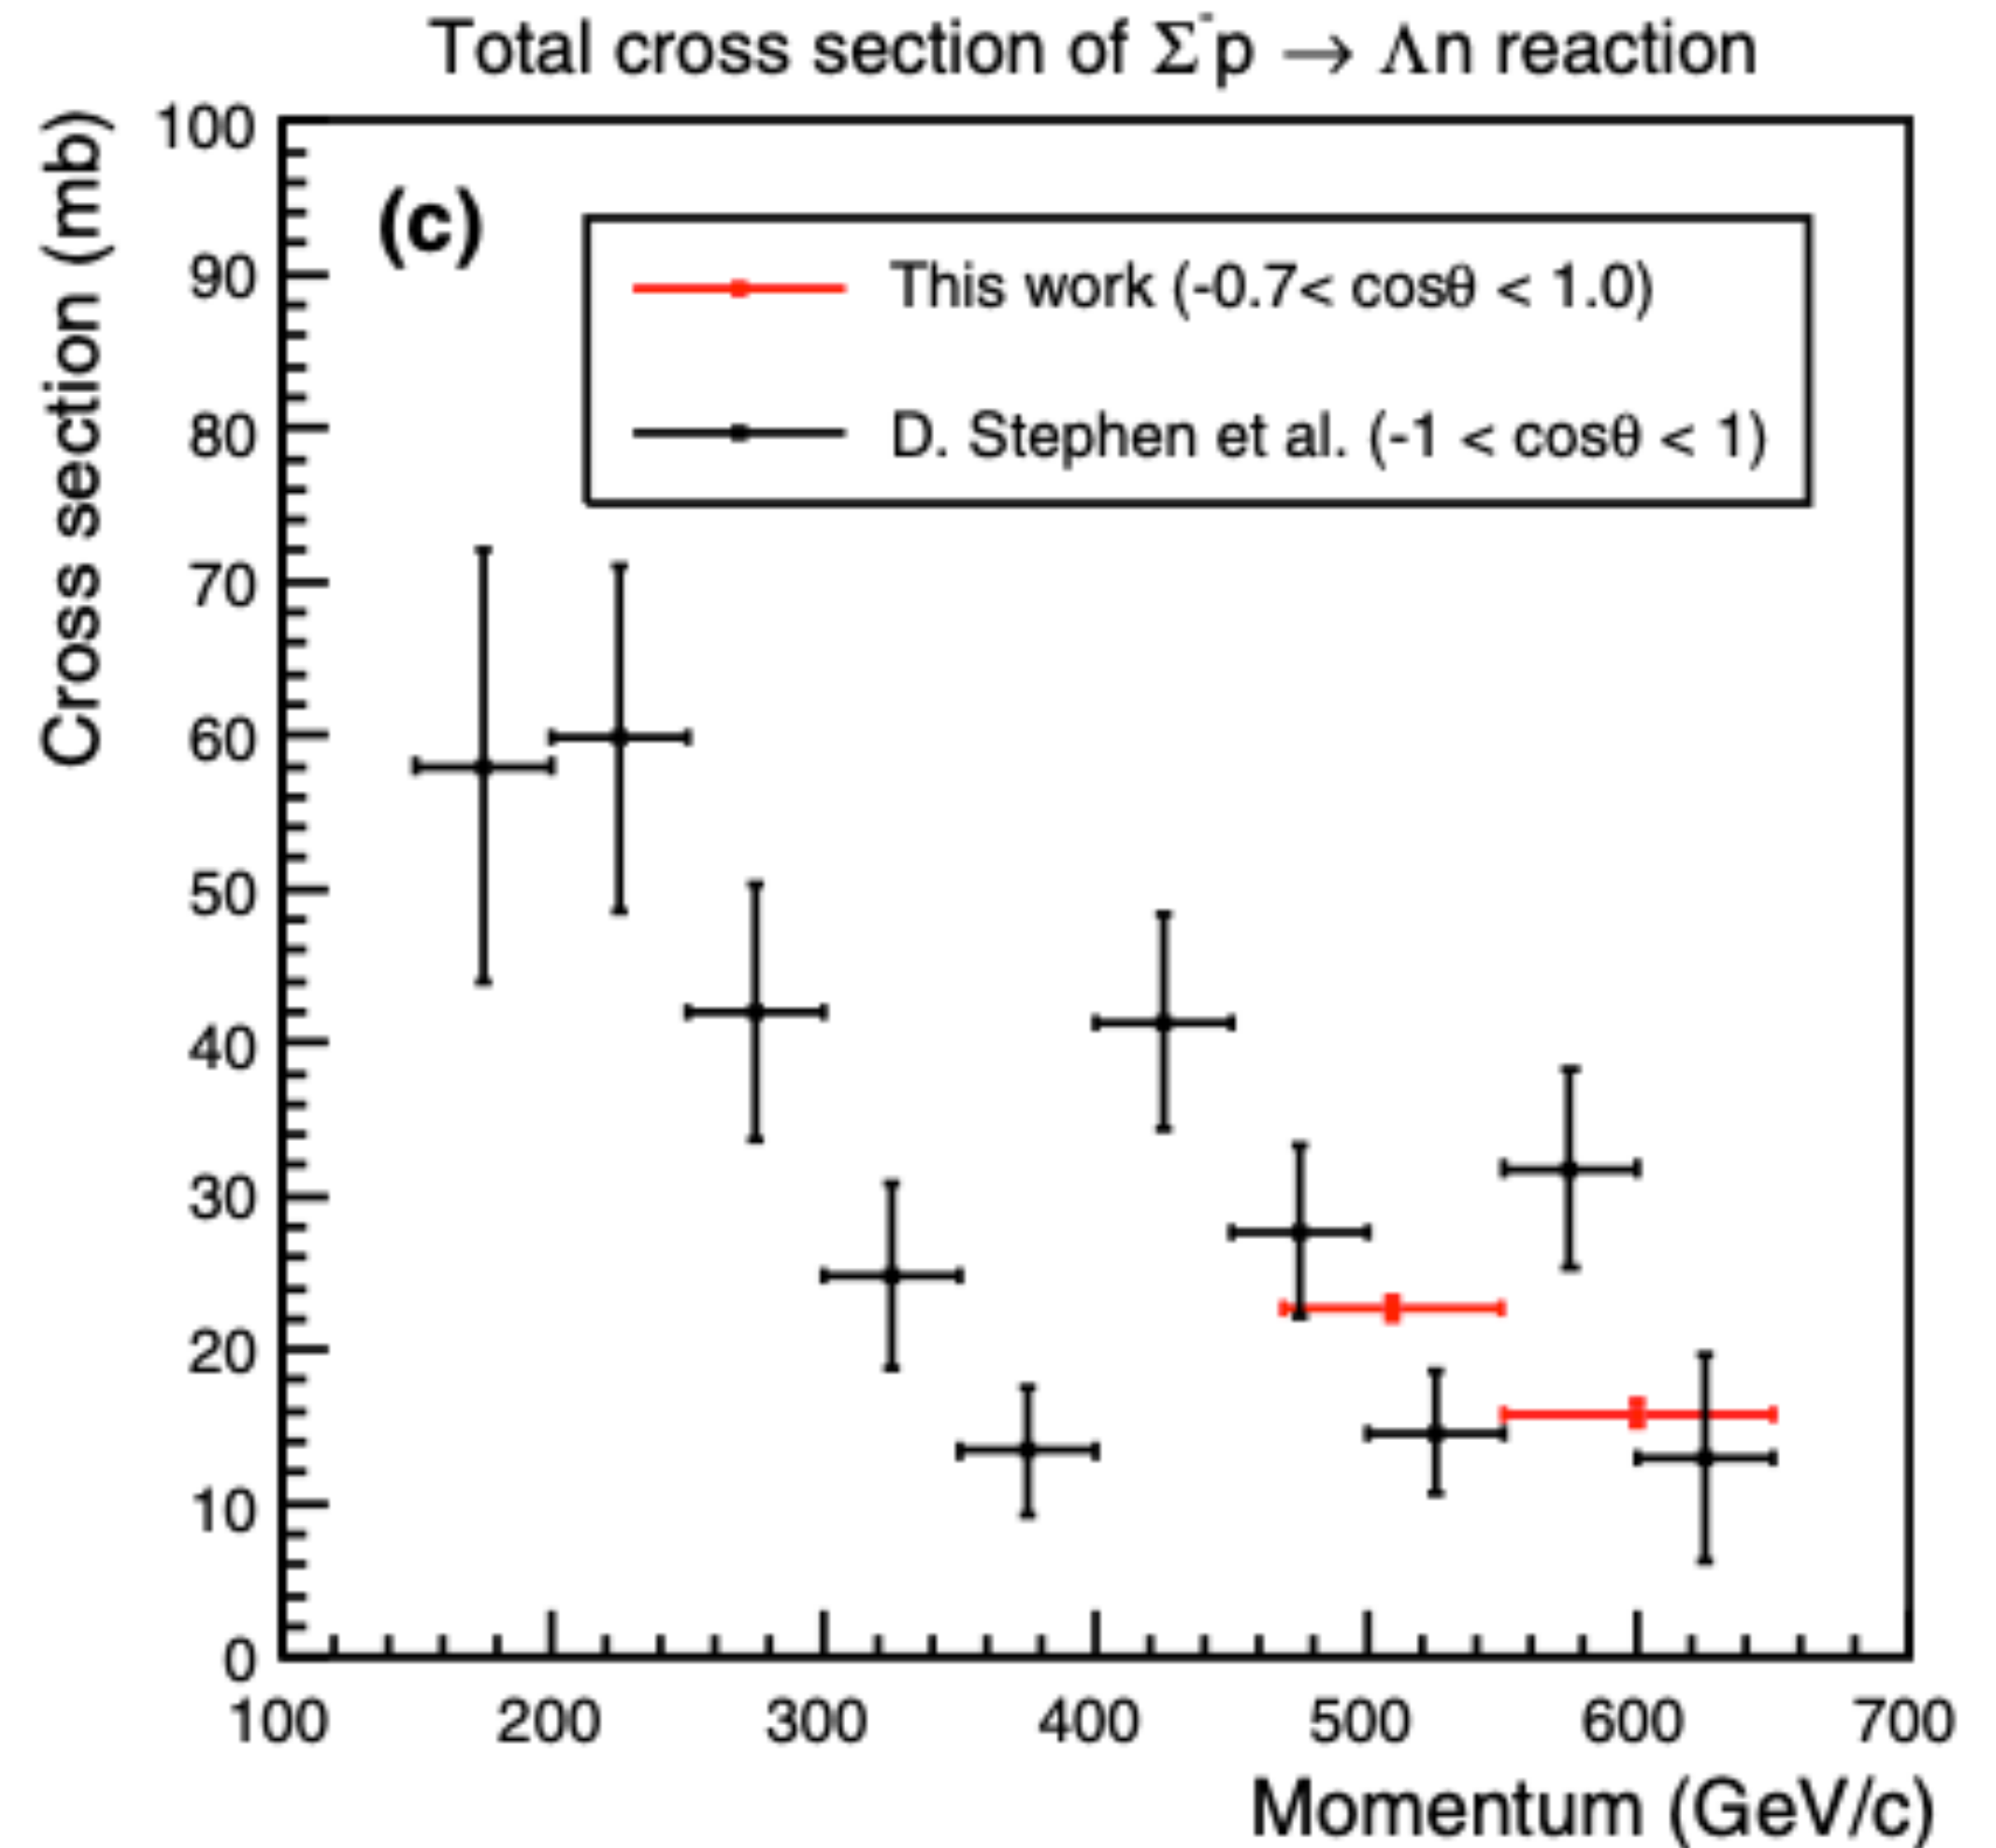 Total cross section of Σ⁻p → Λn reaction
Cross section (mb)
100
90
80
70
60
50
40
30
20
10
0
(c)
This work (-0.7< cosθ < 1.0)
D. Stephen et al. (-1 < cosθ < 1)
100 200 300 400 500 600 700
Momentum (GeV/c)